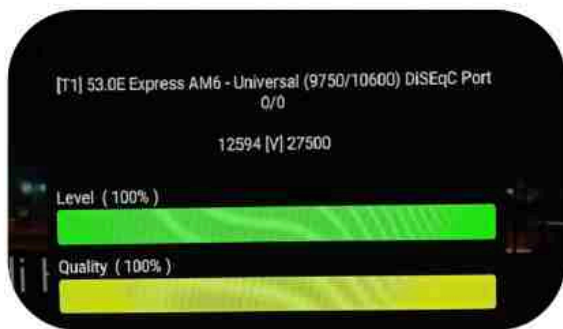 [T1] 53.0E Express AM6 - Universal (9750/10600) DiSEqC Port
0/0
12594 [V] 27500
Level ( 100% )
Quality ( 100% )